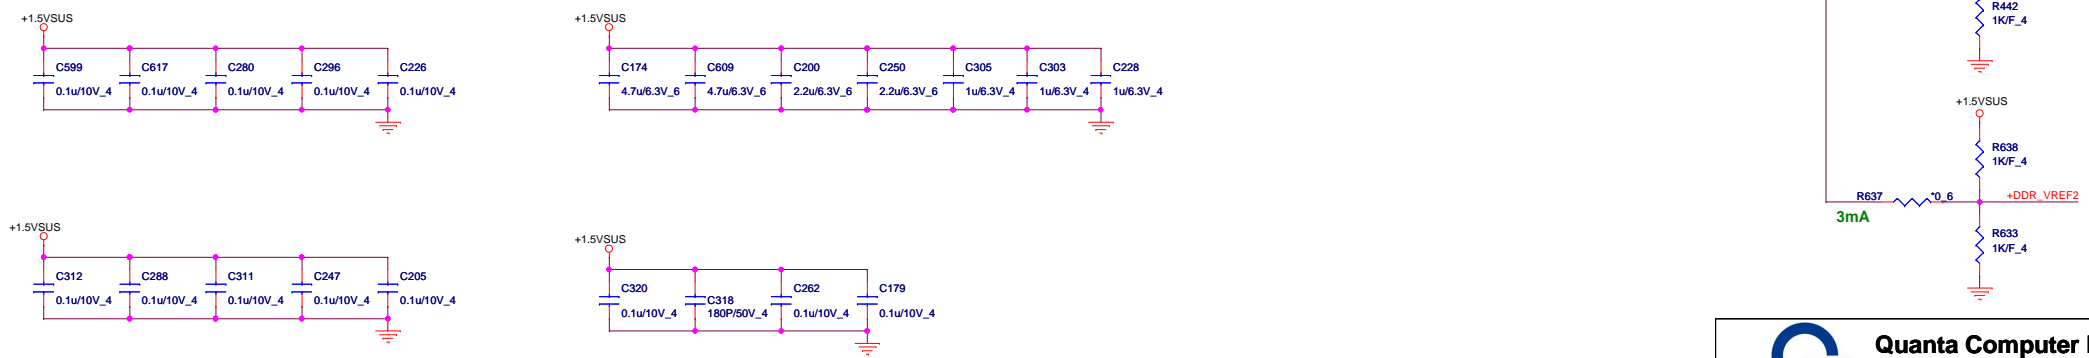 +1.5VSUS
C599
0.1u/10V_4
C617
0.1u/10V_4
C280
0.1u/10V_4
C296
0.1u/10V_4
C226
0.1u/10V_4
+1.5VSUS
C174
4.7u/6.3V_6
C609
4.7u/6.3V_6
C200
2.2u/6.3V_6
C250
2.2u/6.3V_6
C305
1u/6.3V_4
C303
1u/6.3V_4
C228
1u/6.3V_4
R442
1K/F_4
+1.5VSUS
R638
1K/F_4
R637
*0_6
+DDR_VREF2
3mA
R633
1K/F_4
+1.5VSUS
C312
0.1u/10V_4
C288
0.1u/10V_4
C311
0.1u/10V_4
C247
0.1u/10V_4
C205
0.1u/10V_4
+1.5VSUS
C320
0.1u/10V_4
C318
180P/50V_4
C262
0.1u/10V_4
C179
0.1u/10V_4
Quanta Computer